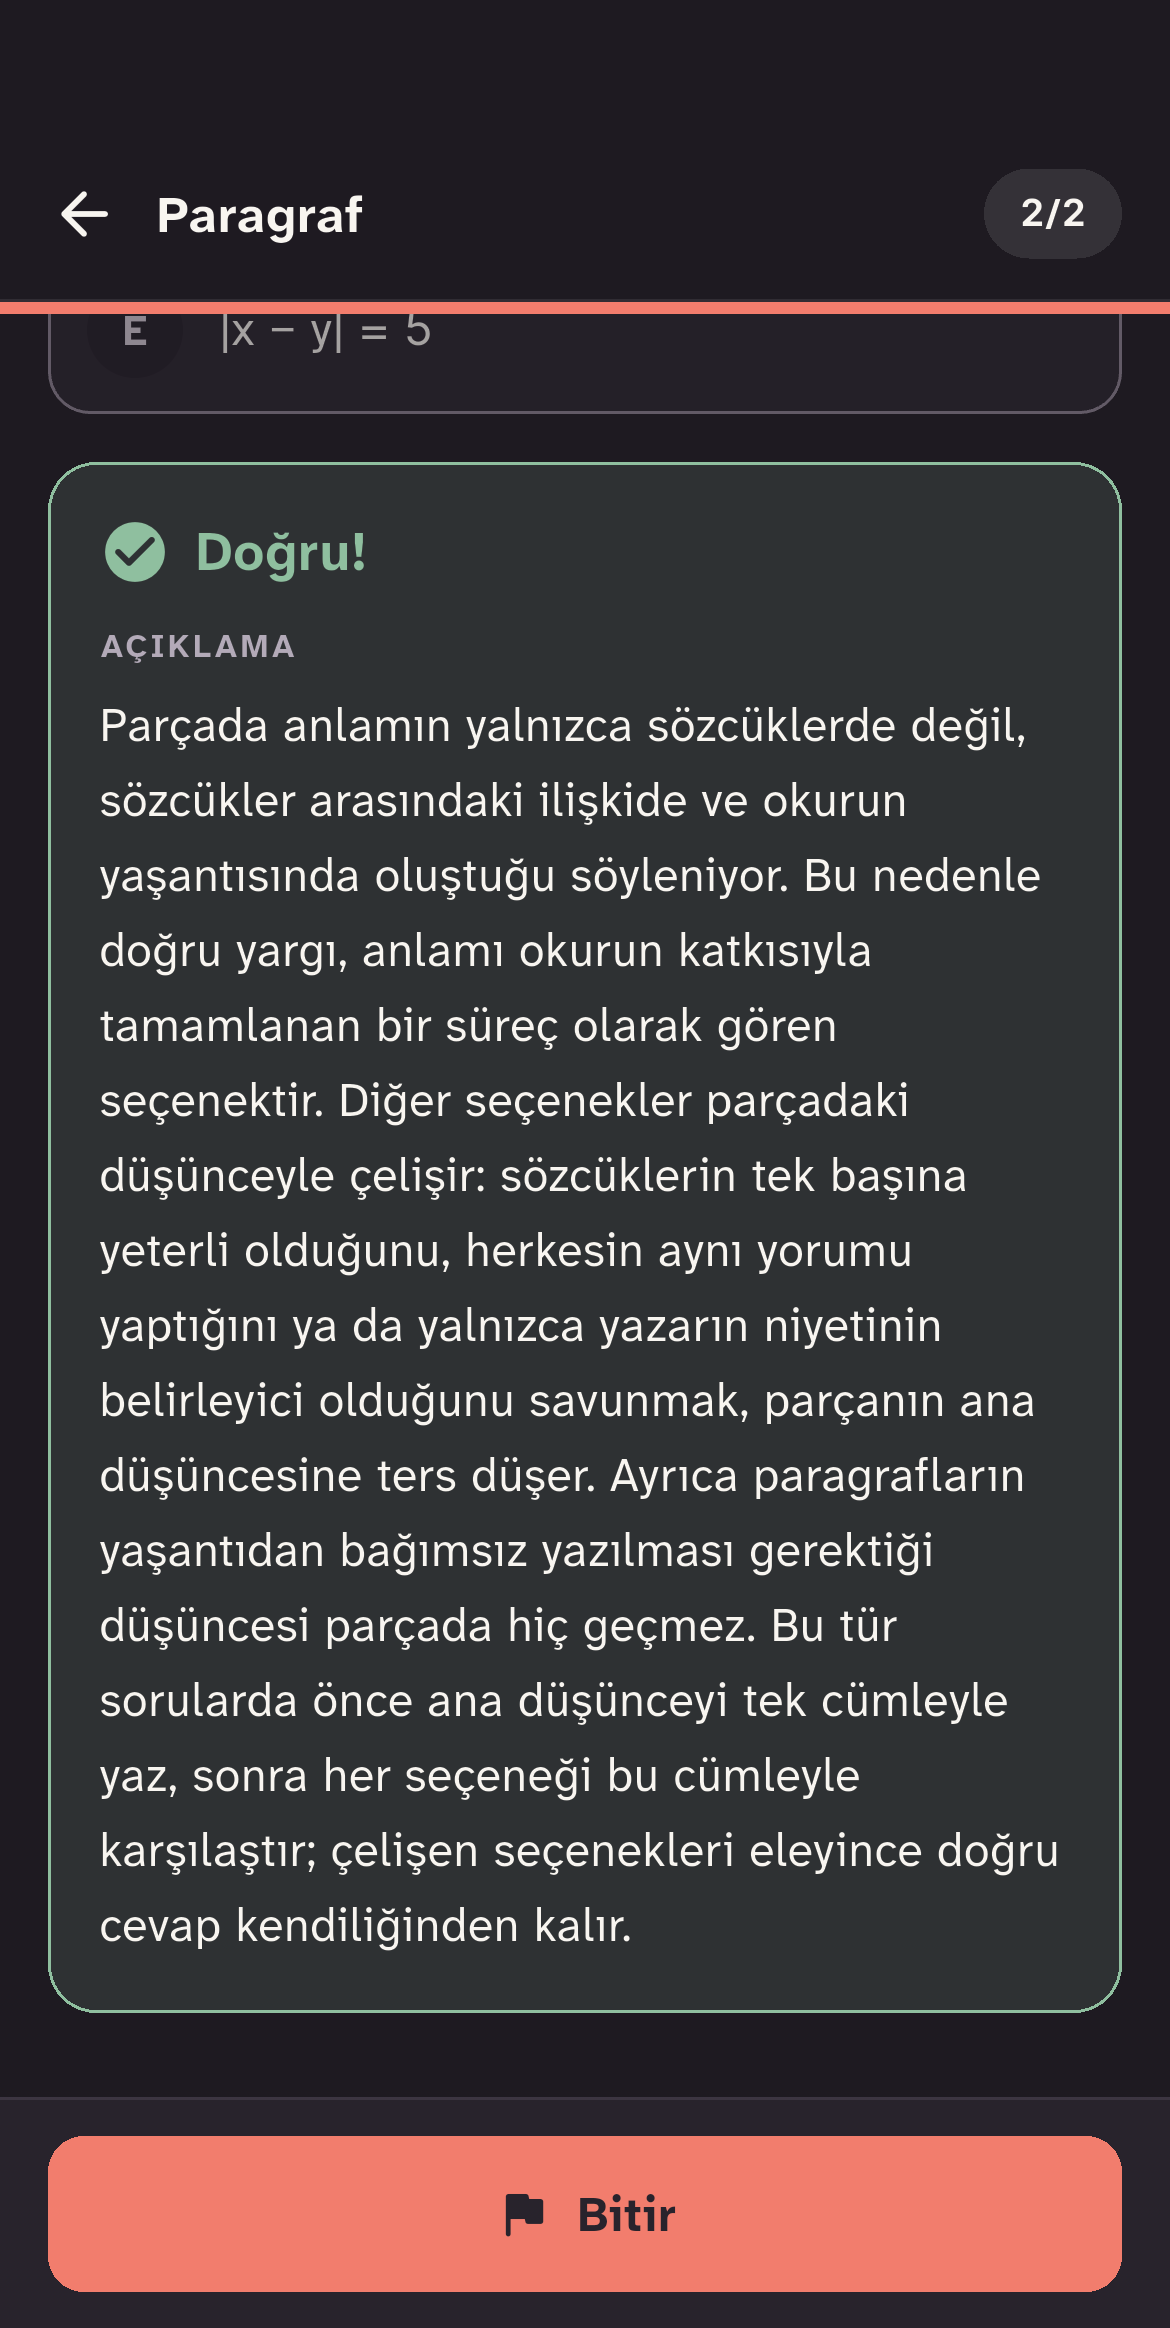 Paragraf
2/2
E |x − y| = 5
Doğru!
AÇIKLAMA
Parçada anlamın yalnızca sözcüklerde değil,
sözcükler arasındaki ilişkide ve okurun
yaşantısında oluştuğu söyleniyor. Bu nedenle
doğru yargı, anlamı okurun katkısıyla
tamamlanan bir süreç olarak gören
seçenektir. Diğer seçenekler parçadaki
düşünceyle çelişir: sözcüklerin tek başına
yeterli olduğunu, herkesin aynı yorumu
yaptığını ya da yalnızca yazarın niyetinin
belirleyici olduğunu savunmak, parçanın ana
düşüncesine ters düşer. Ayrıca paragrafların
yaşantıdan bağımsız yazılması gerektiği
düşüncesi parçada hiç geçmez. Bu tür
sorularda önce ana düşünceyi tek cümleyle
yaz, sonra her seçeneği bu cümleyle
karşılaştır; çelişen seçenekleri eleyince doğru
cevap kendiliğinden kalır.
Bitir